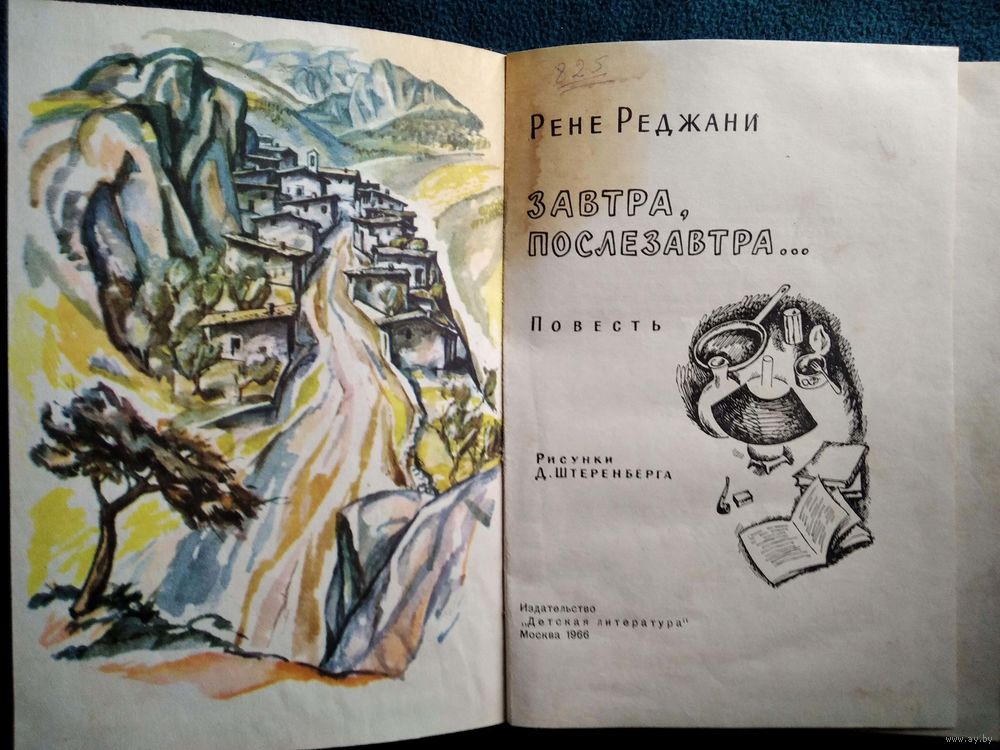 825
Рене Реджани
ЗАВТРА,
ПОСЛЕЗАВТРА...
Повесть
Рисунки
Д. Штеренберга
Издательство
„Детская литература"
Москва 1966
www.ay.by